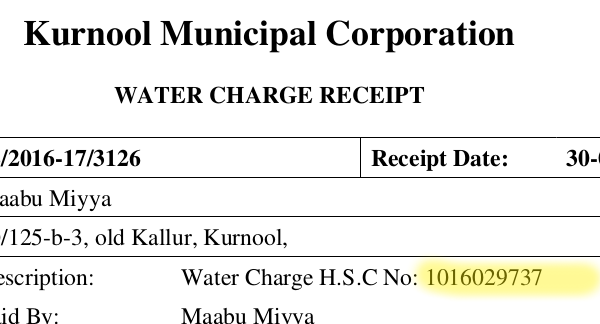 Kurnool Municipal Corporation
WATER CHARGE RECEIPT
/2016-17/3126 Receipt Date: 30-
aabu Miyya
/125-b-3, old Kallur, Kurnool,
escription: Water Charge H.S.C No: 1016029737
id By: Maabu Miyya